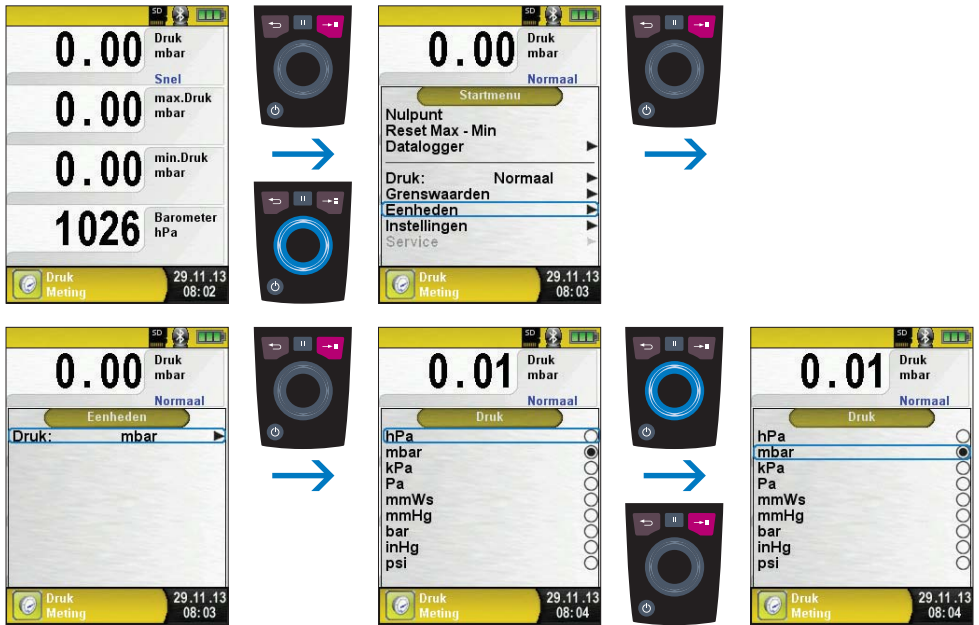 SD
0.00 Druk mbar
Snel
0.00 max.Druk mbar
0.00 min.Druk mbar
1026 Barometer hPa
Druk
Meting
29.11.13
08:02
SD
0.00 Druk mbar
Normaal
Startmenu
Nulpunt
Reset Max - Min
Datalogger
Druk: Normaal
Grenswaarden
Eenheden
Instellingen
Service
Druk
Meting
29.11.13
08:03
SD
0.00 Druk mbar
Normaal
Eenheden
Druk: mbar
Druk
Meting
29.11.13
08:03
SD
0.01 Druk mbar
Normaal
Druk
hPa
mbar
kPa
Pa
mmWs
mmHg
bar
inHg
psi
Druk
Meting
29.11.13
08:04
SD
0.01 Druk mbar
Normaal
Druk
hPa
mbar
kPa
Pa
mmWs
mmHg
bar
inHg
psi
Druk
Meting
29.11.13
08:04